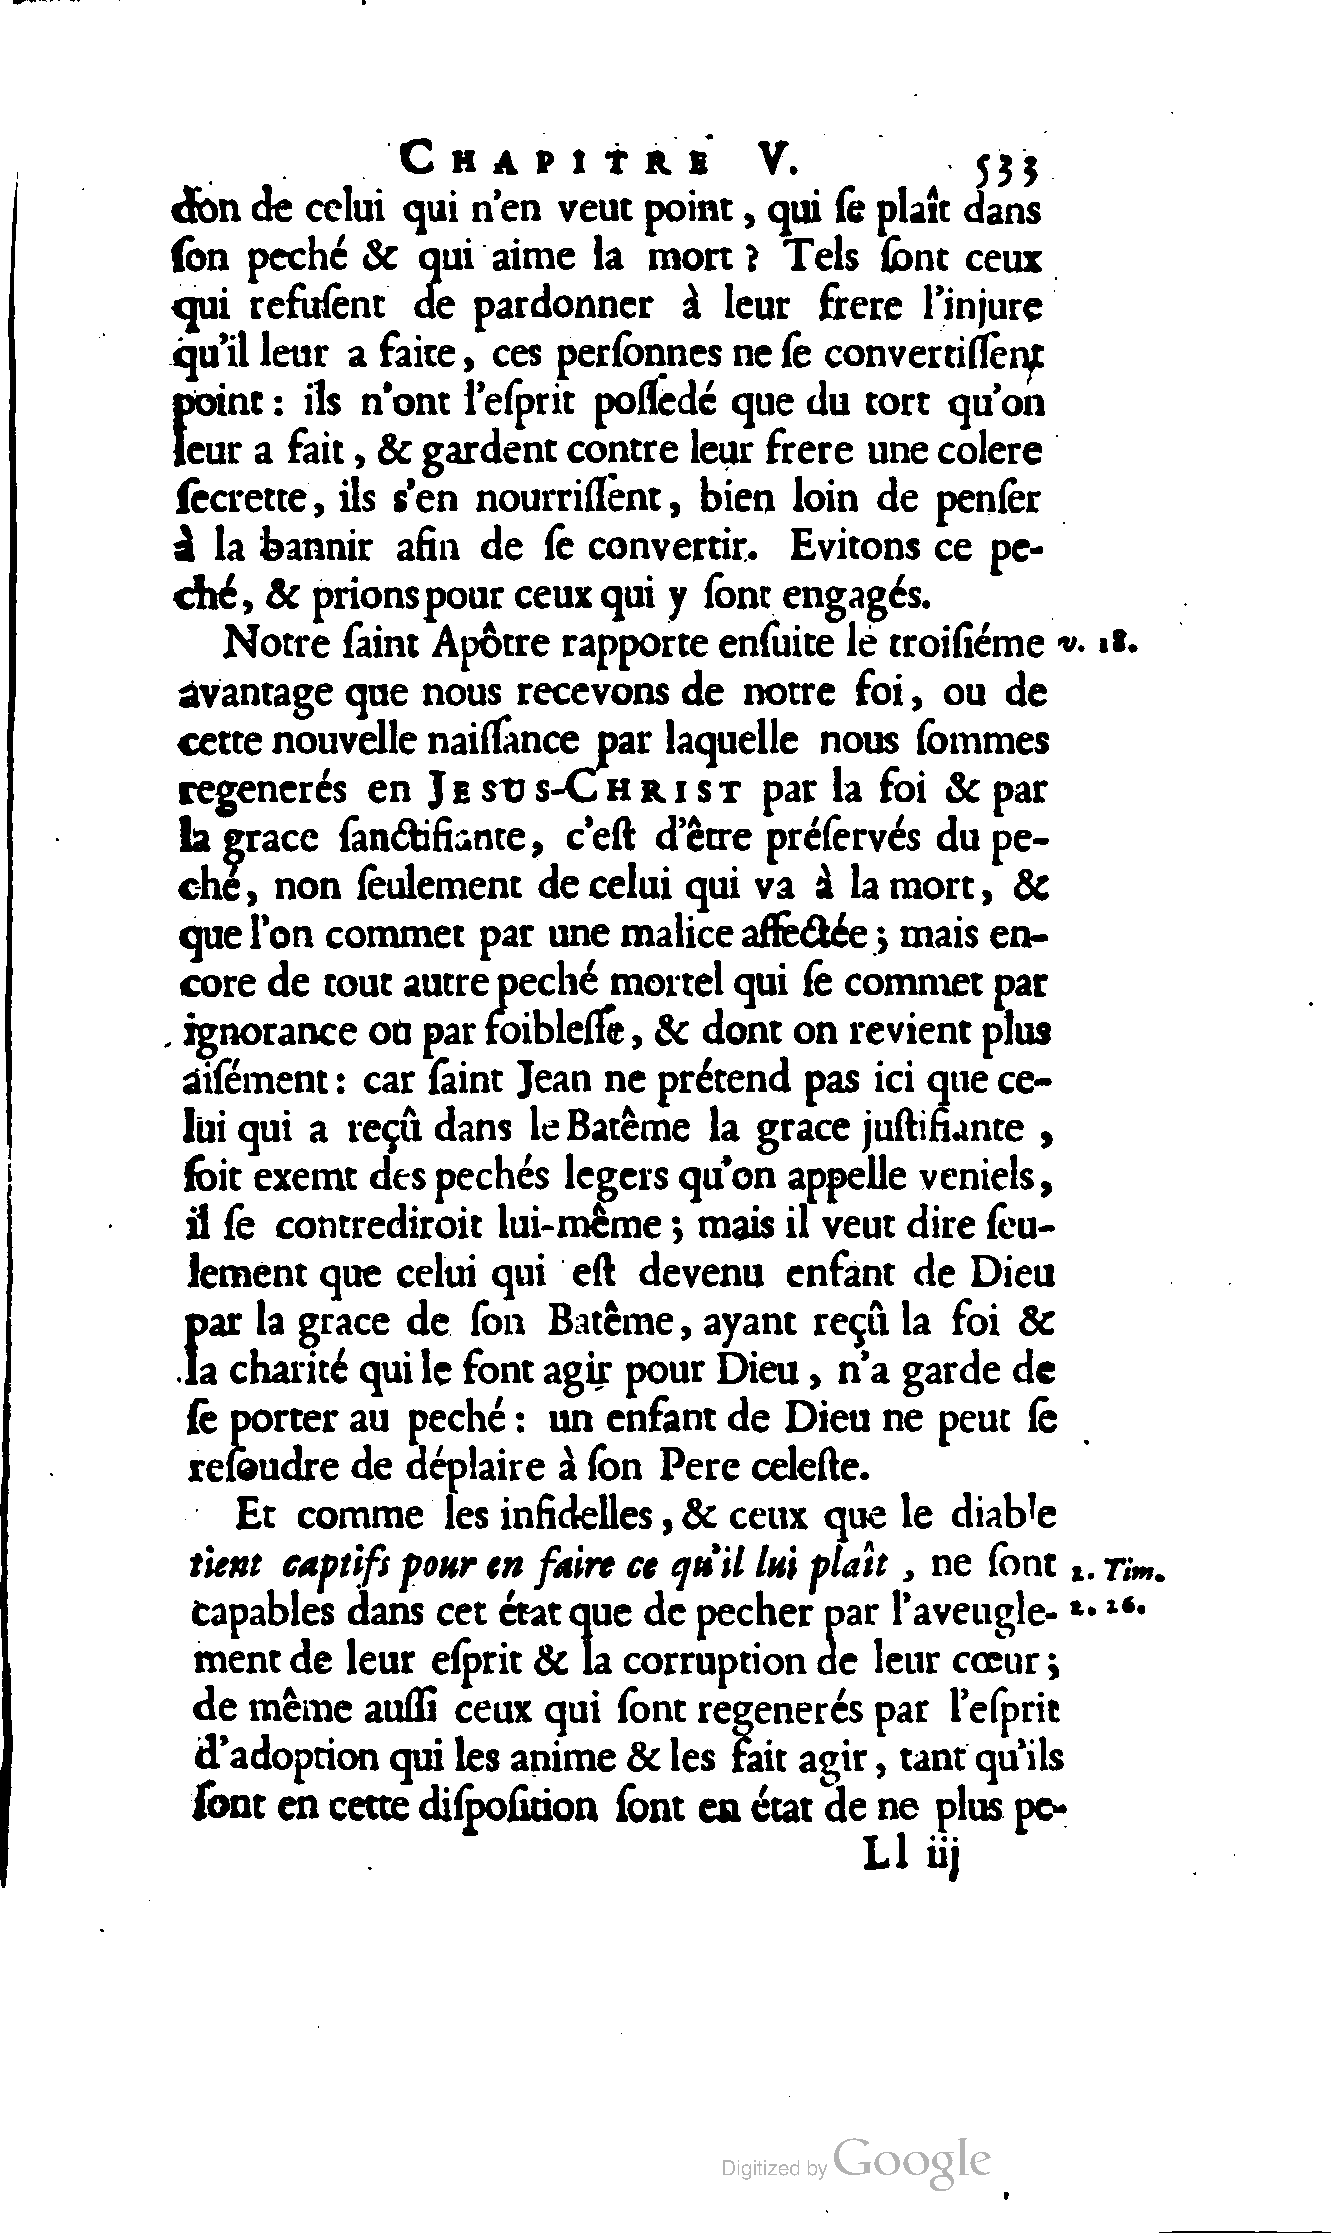 CHAPITRE V. 533
don de celui qui n'en veut point, qui ſe plaît dans
ſon peché & qui aime la mort ? Tels ſont ceux
qui refuſent de pardonner à leur frere l'injure
qu'il leur a faite, ces perſonnes ne ſe convertiſſent
point : ils n'ont l'eſprit poſſedé que du tort qu'on
leur a fait, & gardent contre leur frere une colere
ſecrette, ils s'en nourriſſent, bien loin de penſer
à la bannir afin de ſe convertir. Evitons ce pe-
ché, & prions pour ceux qui y ſont engagés.
Notre ſaint Apôtre rapporte enſuite le troiſiéme v. 18.
avantage que nous recevons de notre foi, ou de
cette nouvelle naiſſance par laquelle nous ſommes
regenerés en JESUS-CHRIST par la foi & par
la grace ſanctifiante, c'eſt d'être préſervés du pe-
ché, non ſeulement de celui qui va à la mort, &
que l'on commet par une malice affectée ; mais en-
core de tout autre peché mortel qui ſe commet par
ignorance ou par foibleſſe, & dont on revient plus
aiſément : car ſaint Jean ne prétend pas ici que ce-
lui qui a reçû dans le Batême la grace juſtifiante ,
ſoit exemt des pechés legers qu'on appelle veniels,
il ſe contrediroit lui-même ; mais il veut dire ſeu-
lement que celui qui eſt devenu enfant de Dieu
par la grace de ſon Batême, ayant reçû la foi &
la charité qui le font agir pour Dieu , n'a garde de
ſe porter au peché : un enfant de Dieu ne peut ſe
reſoudre de déplaire à ſon Pere celeſte.
Et comme les infidelles, & ceux que le diable
tient captifs pour en faire ce qu'il lui plaît , ne ſont 2. Tim.
capables dans cet état que de pecher par l'aveugle- 2. 26.
ment de leur eſprit & la corruption de leur cœur ;
de même auſſi ceux qui ſont regenerés par l'eſprit
d'adoption qui les anime & les fait agir, tant qu'ils
ſont en cette diſpoſition ſont en état de ne plus pe-
Ll iij
Digitized by Google